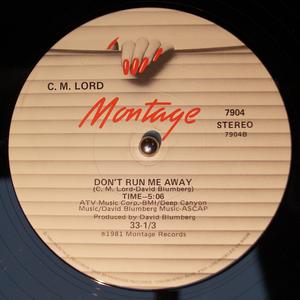 C. M. LORD
Montage
7904
STEREO
7904B
DON'T RUN ME AWAY
(C. M. Lord-David Blumberg)
TIME-5:06
ATV Music Corp.-BMI/Deep Canyon
Music/David Blumberg Music-ASCAP
Produced by David Blumberg
33-1/3
©1981 Montage Records